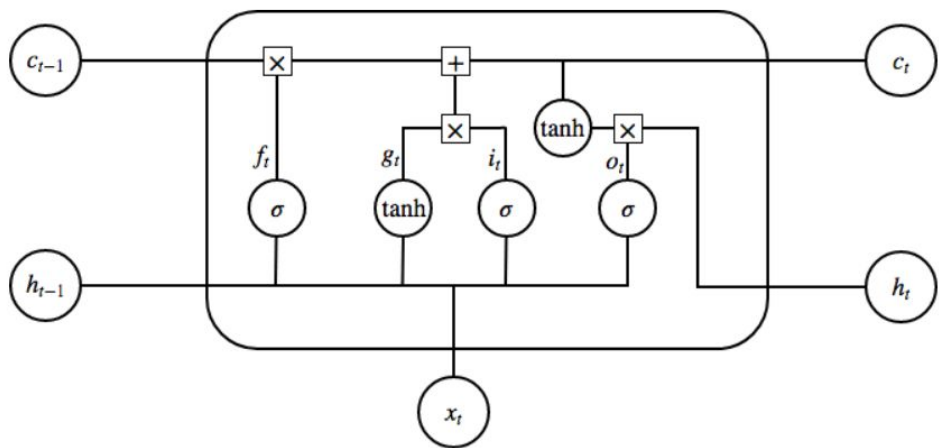 c_{t-1} × + c_t
tanh ×
×
f_t g_t i_t o_t
σ tanh σ σ
h_{t-1} h_t
x_t